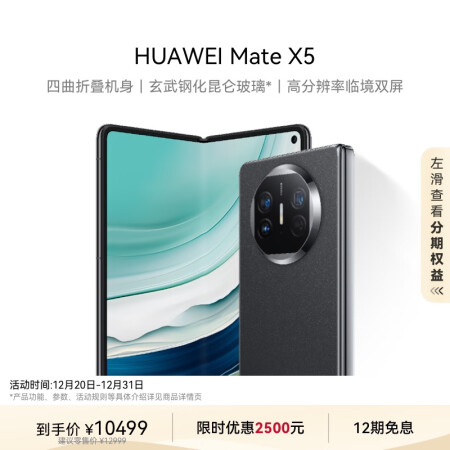 HUAWEI Mate X5
四曲折叠机身丨玄武钢化昆仑玻璃*丨高分辨率临境双屏
左滑查看分期权益
活动时间:12月20日-12月31日
*产品功能、参数、活动规则等具体介绍详见商品详情页
到手价 ¥10499
建议零售价 ¥12999
限时优惠2500元
12期免息